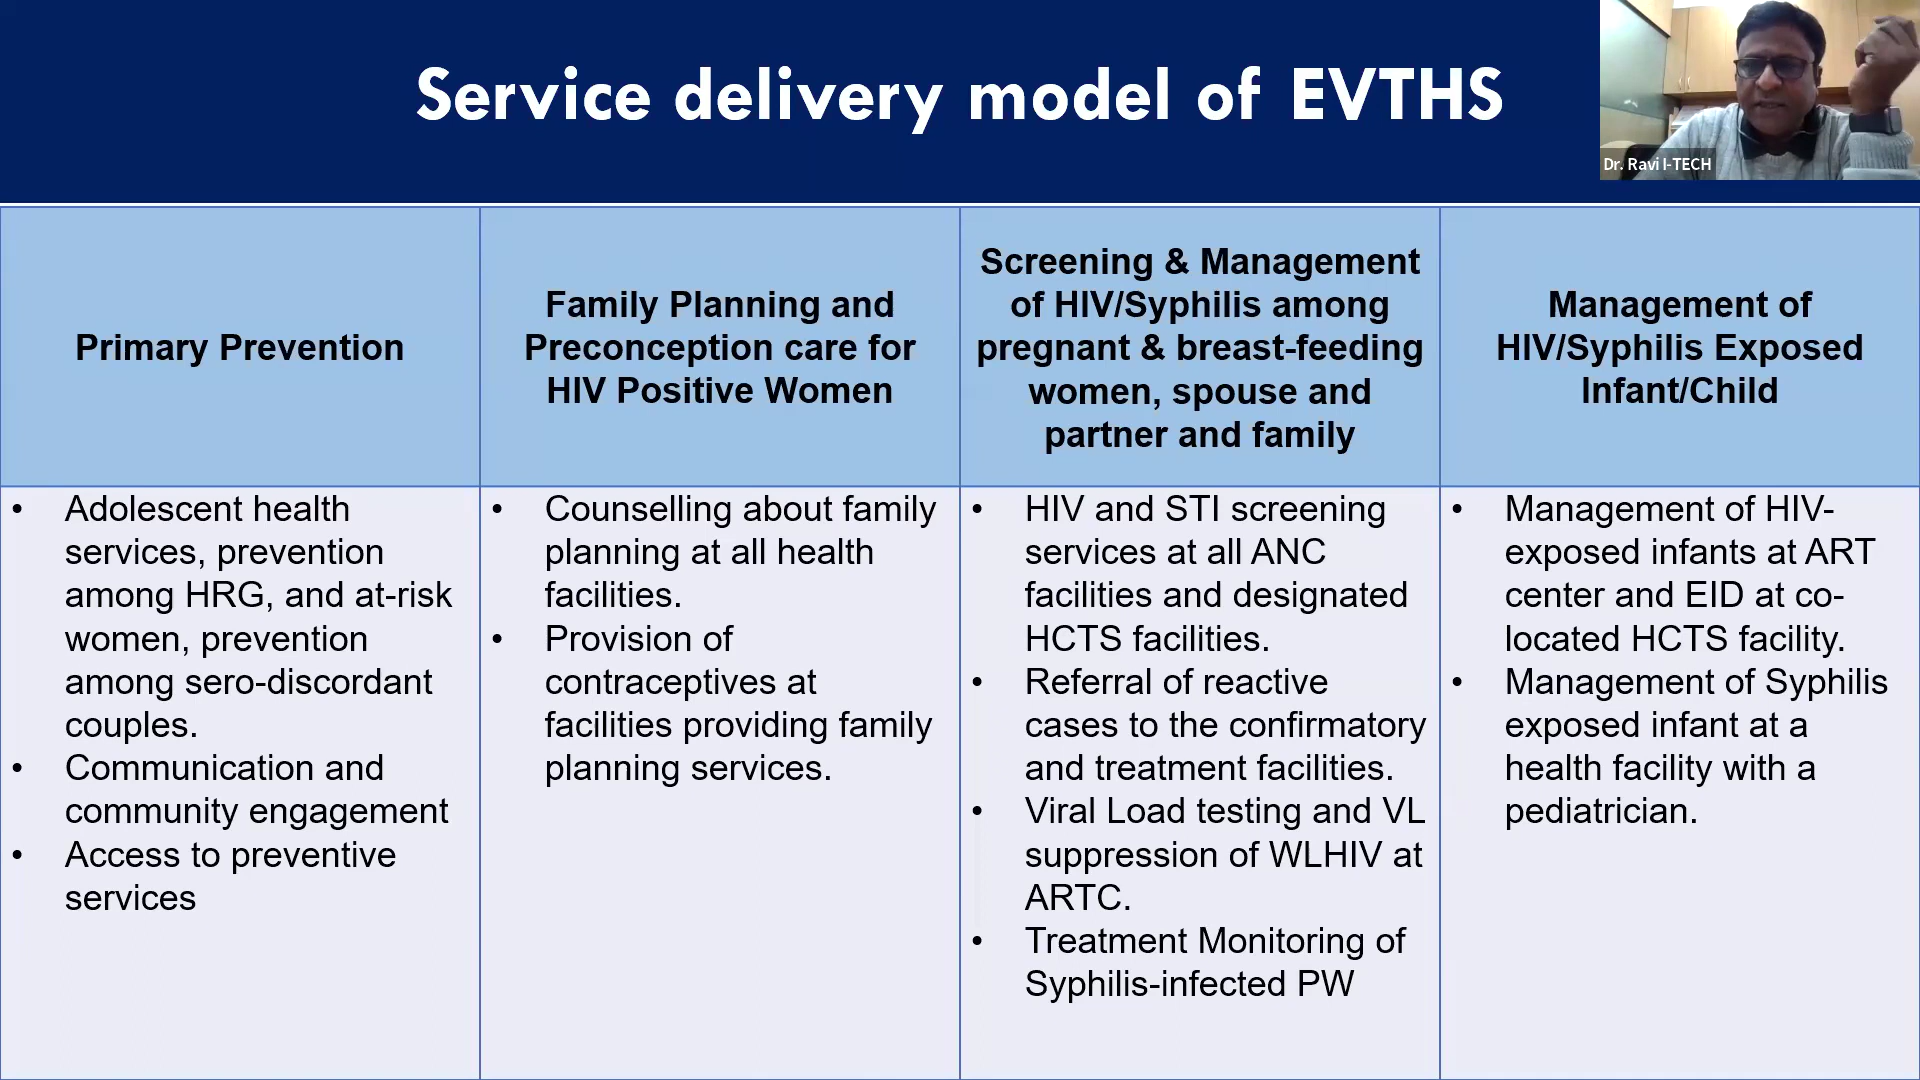 Service delivery model of EVTHS
Dr. Ravi I-TECH
Primary Prevention
Family Planning and
Preconception care for
HIV Positive Women
Screening & Management
of HIV/Syphilis among
pregnant & breast-feeding
women, spouse and
partner and family
Management of
HIV/Syphilis Exposed
Infant/Child
• Adolescent health
services, prevention
among HRG, and at-risk
women, prevention
among sero-discordant
couples.
• Communication and
community engagement
• Access to preventive
services
• Counselling about family
planning at all health
facilities.
• Provision of
contraceptives at
facilities providing family
planning services.
• HIV and STI screening
services at all ANC
facilities and designated
HCTS facilities.
• Referral of reactive
cases to the confirmatory
and treatment facilities.
• Viral Load testing and VL
suppression of WLHIV at
ARTC.
• Treatment Monitoring of
Syphilis-infected PW
• Management of HIV-
exposed infants at ART
center and EID at co-
located HCTS facility.
• Management of Syphilis
exposed infant at a
health facility with a
pediatrician.